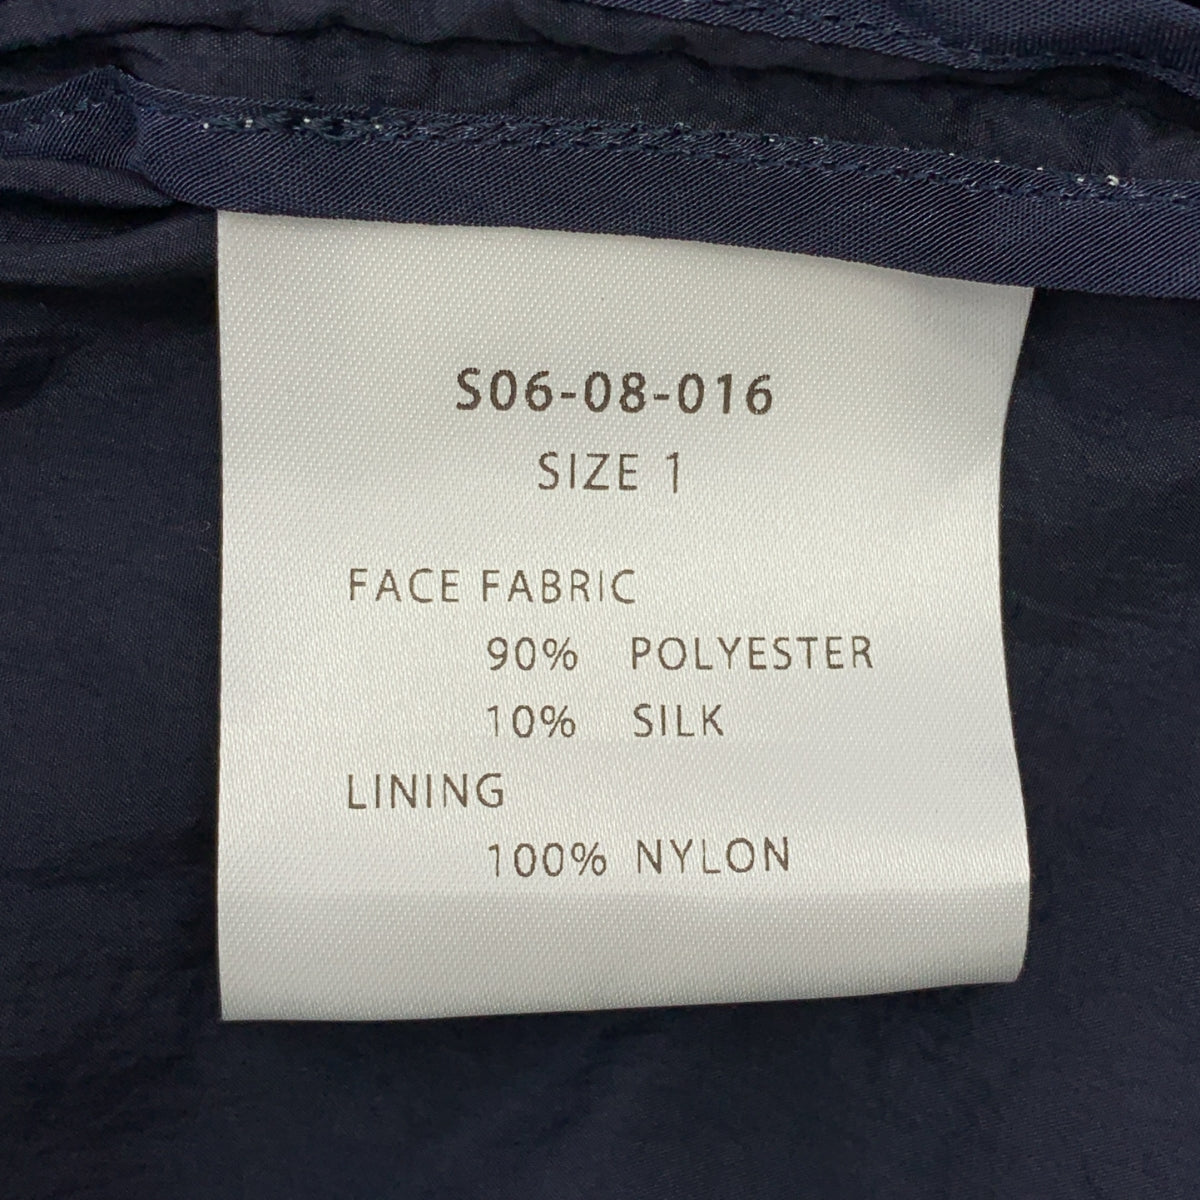 S06-08-016
SIZE 1
FACE FABRIC
90% POLYESTER
10% SILK
LINING
100% NYLON